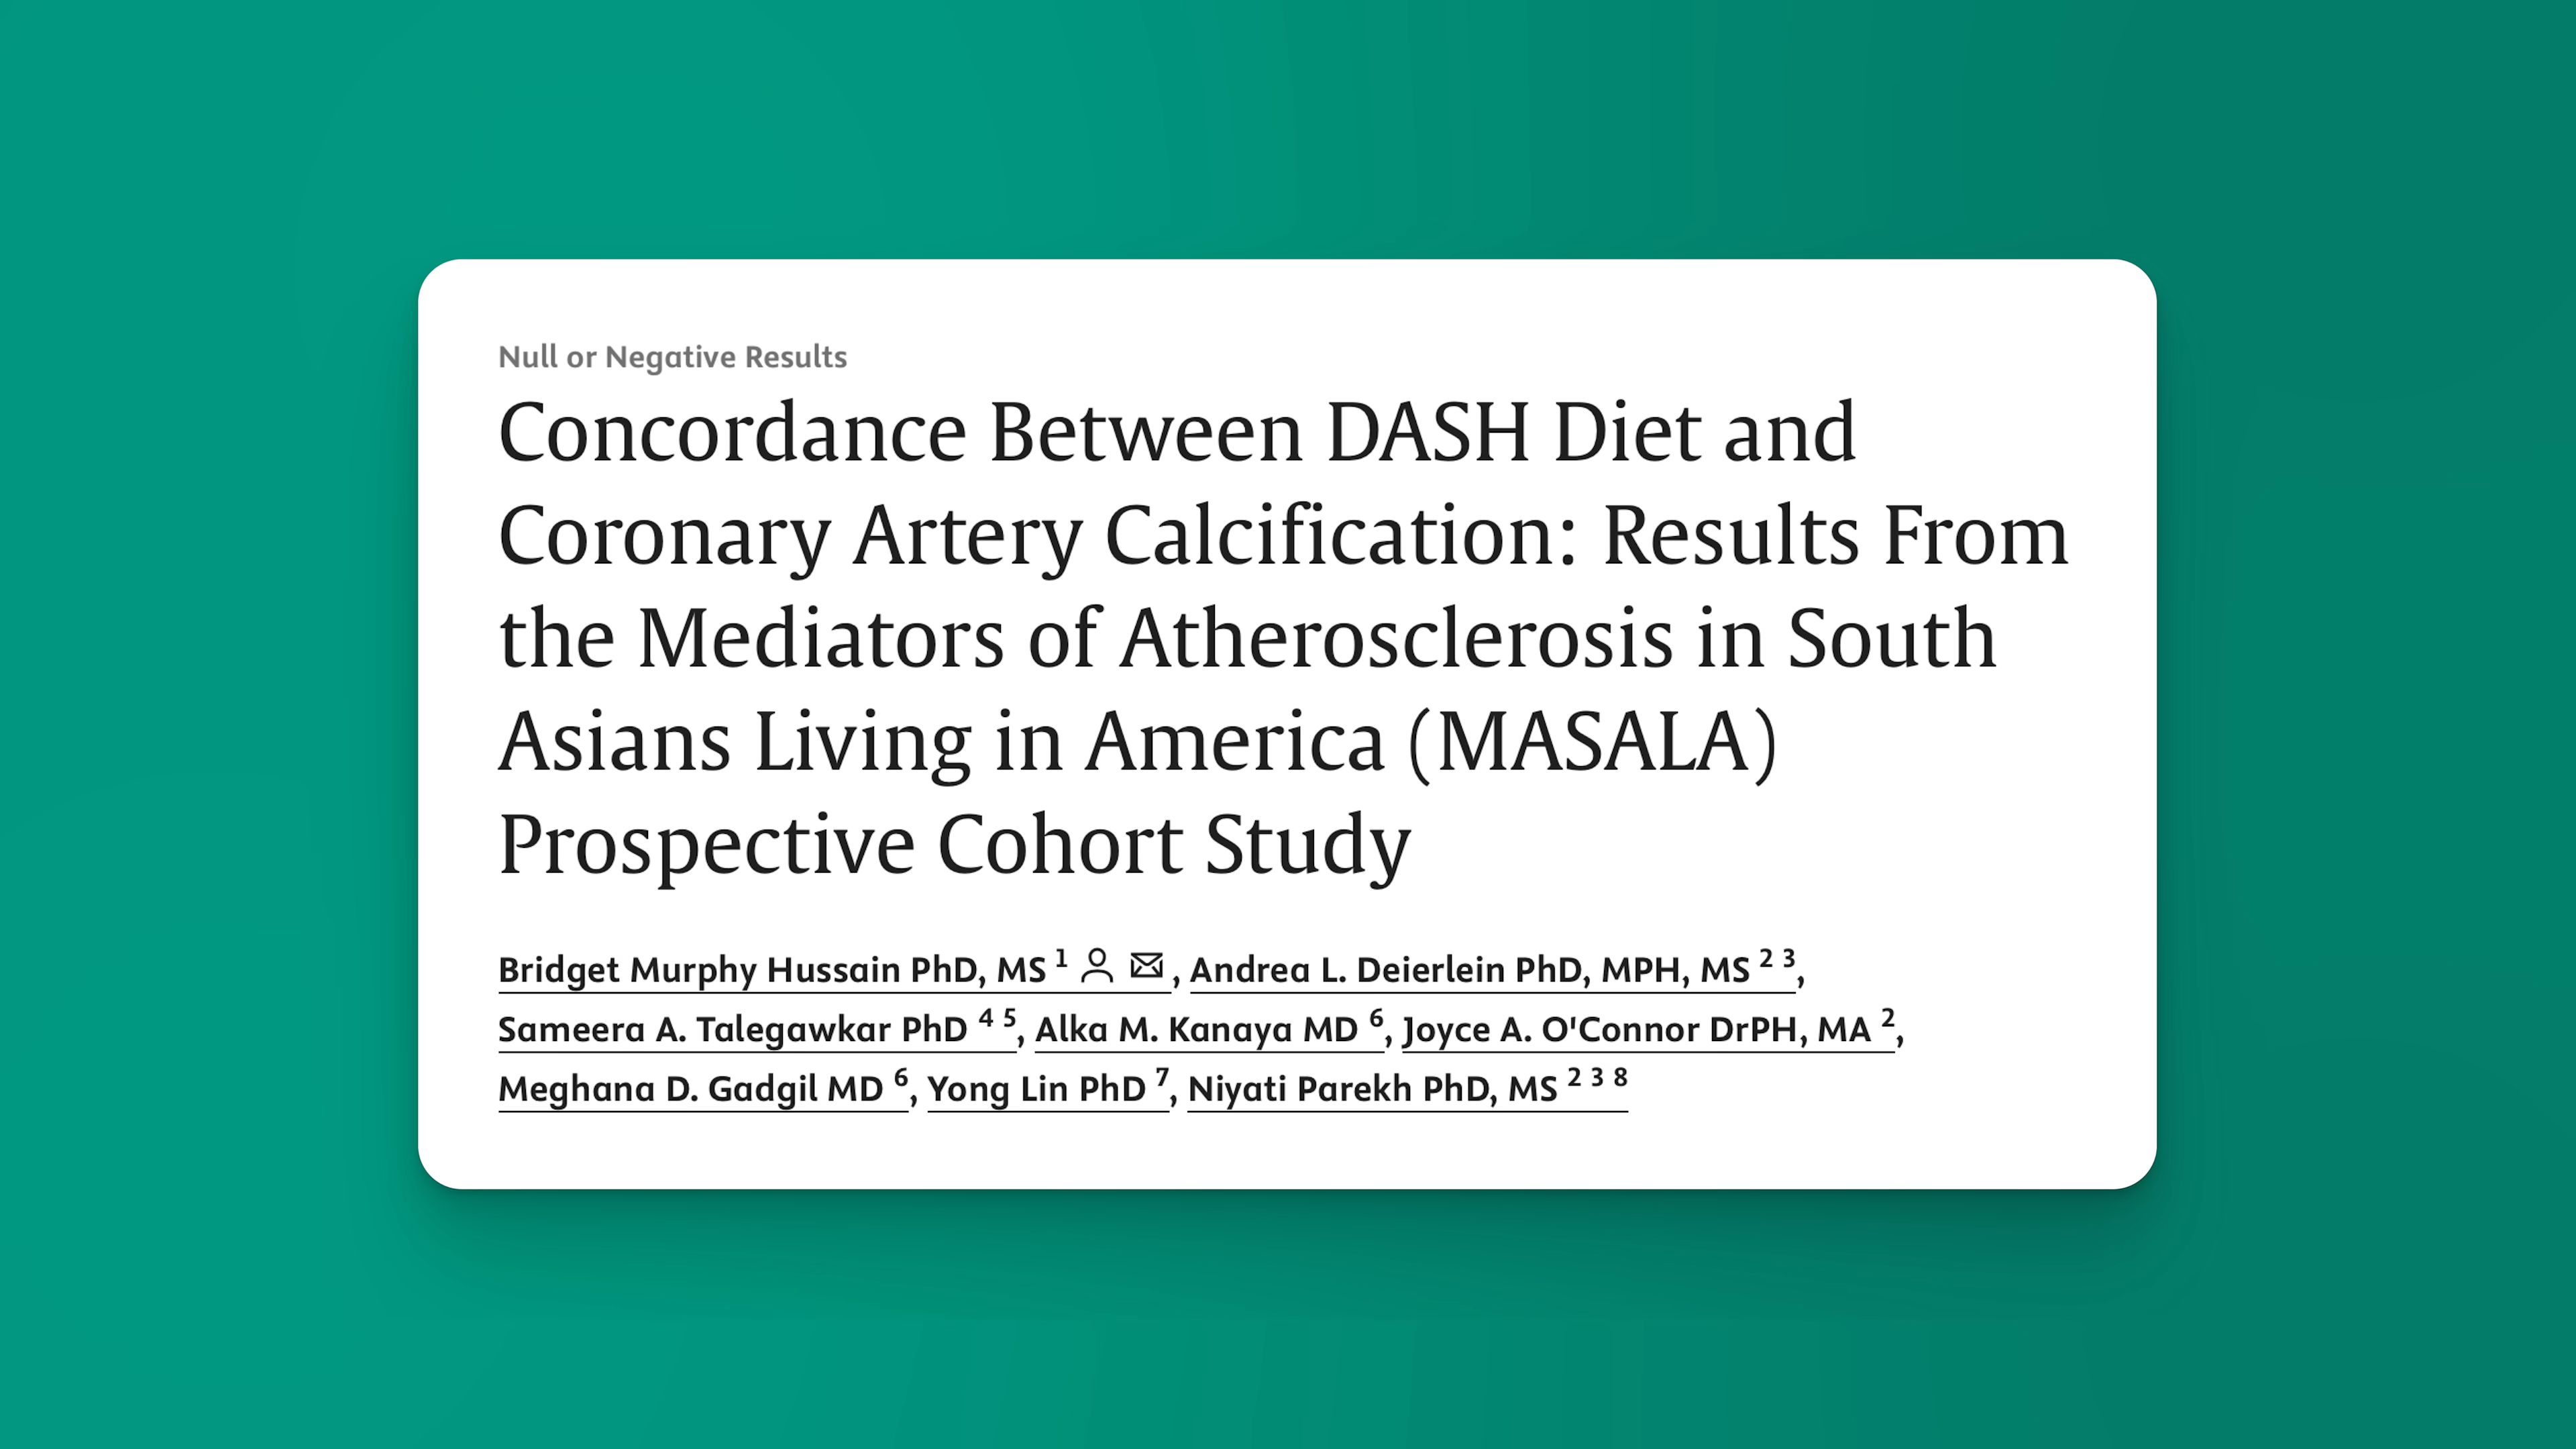 Null or Negative Results
Concordance Between DASH Diet and
Coronary Artery Calcification: Results From
the Mediators of Atherosclerosis in South
Asians Living in America (MASALA)
Prospective Cohort Study
Bridget Murphy Hussain PhD, MS 1 , Andrea L. Deierlein PhD, MPH, MS 2 3,
Sameera A. Talegawkar PhD 4 5, Alka M. Kanaya MD 6, Joyce A. O'Connor DrPH, MA 2,
Meghana D. Gadgil MD 6, Yong Lin PhD 7, Niyati Parekh PhD, MS 2 3 8